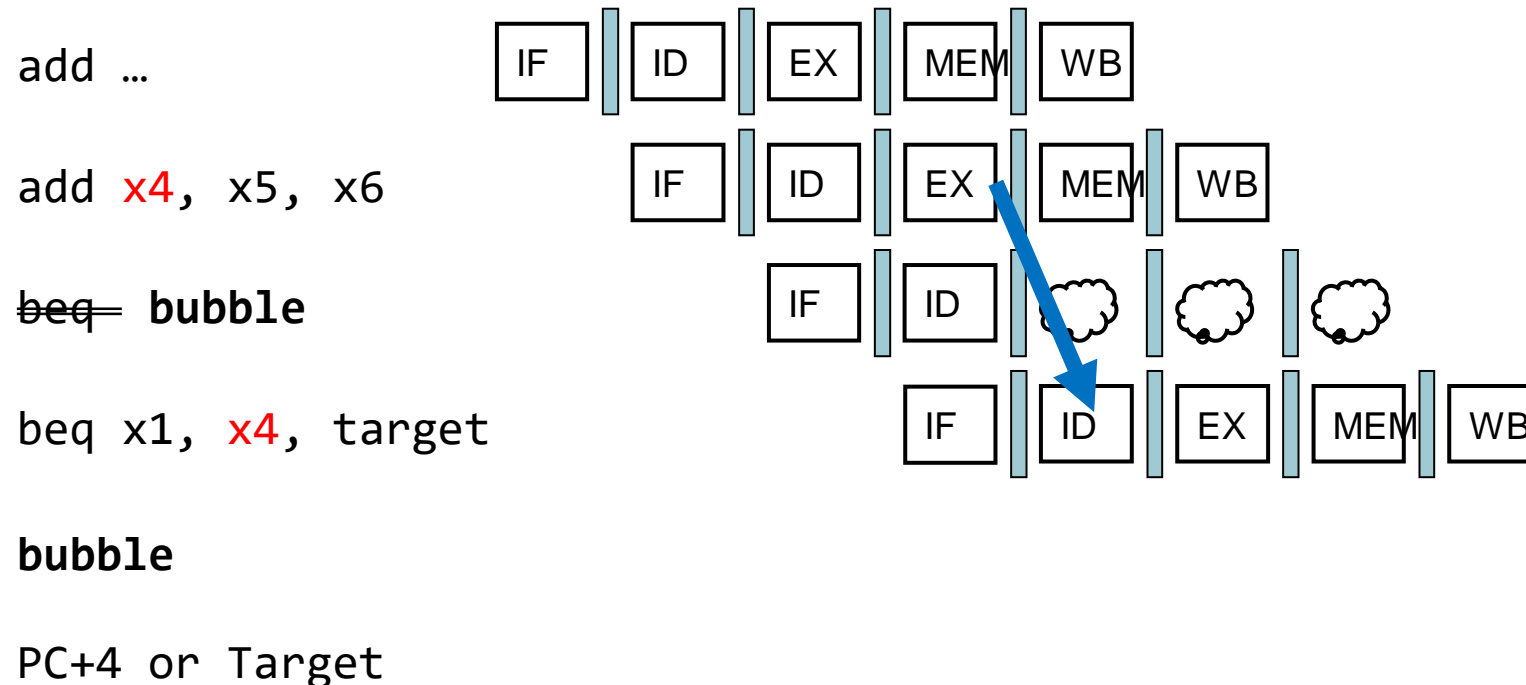 add … IF ID EX MEM WB
add x4, x5, x6 IF ID EX MEM WB
beq bubble IF ID
beq x1, x4, target IF ID EX MEM WB
bubble
PC+4 or Target